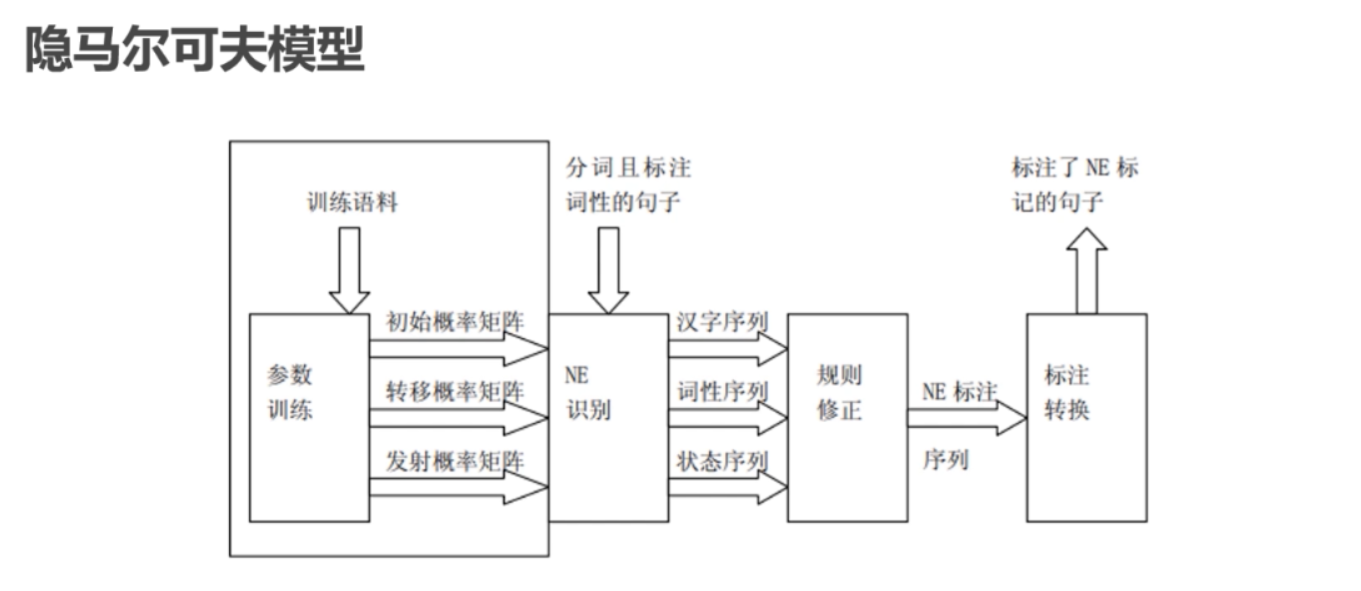 隐马尔可夫模型
训练语料
分词且标注
词性的句子
标注了 NE 标
记的句子
参数
训练
初始概率矩阵
转移概率矩阵
发射概率矩阵
NE
识别
汉字序列
词性序列
状态序列
规则
修正
NE 标注
序列
标注
转换